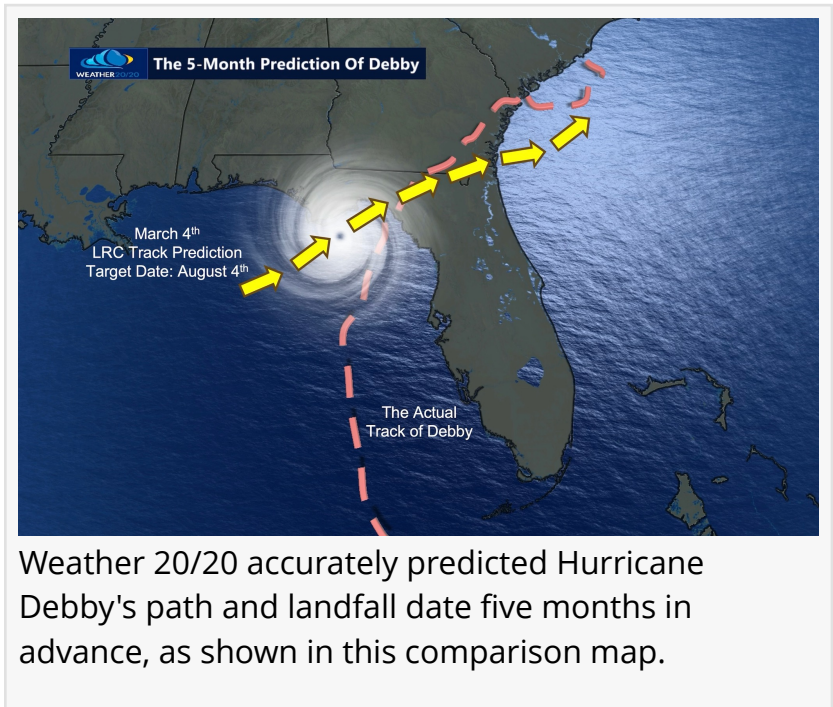 WEATHER20/20
The 5-Month Prediction Of Debby
March 4th
LRC Track Prediction
Target Date: August 4th
The Actual
Track of Debby
Weather 20/20 accurately predicted Hurricane
Debby's path and landfall date five months in
advance, as shown in this comparison map.